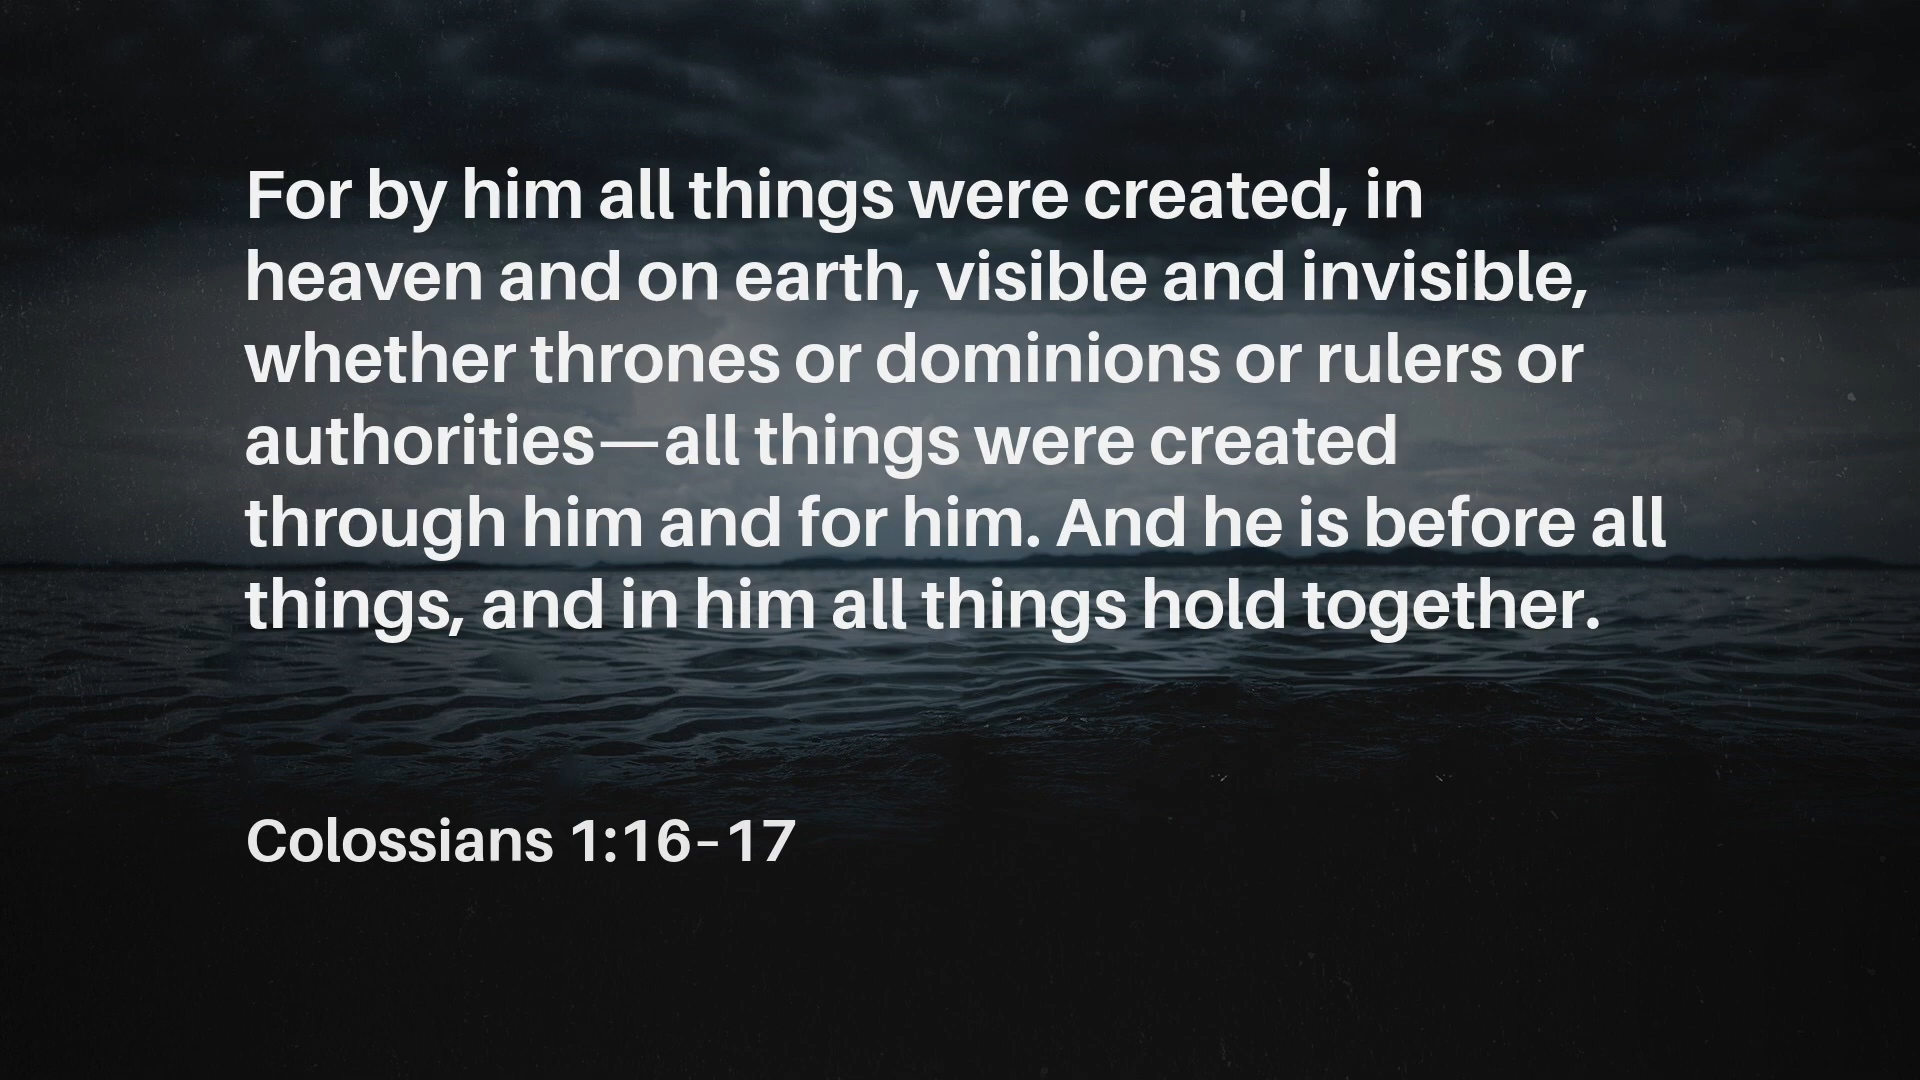 For by him all things were created, in
heaven and on earth, visible and invisible,
whether thrones or dominions or rulers or
authorities—all things were created
through him and for him. And he is before all
things, and in him all things hold together.
Colossians 1:16–17